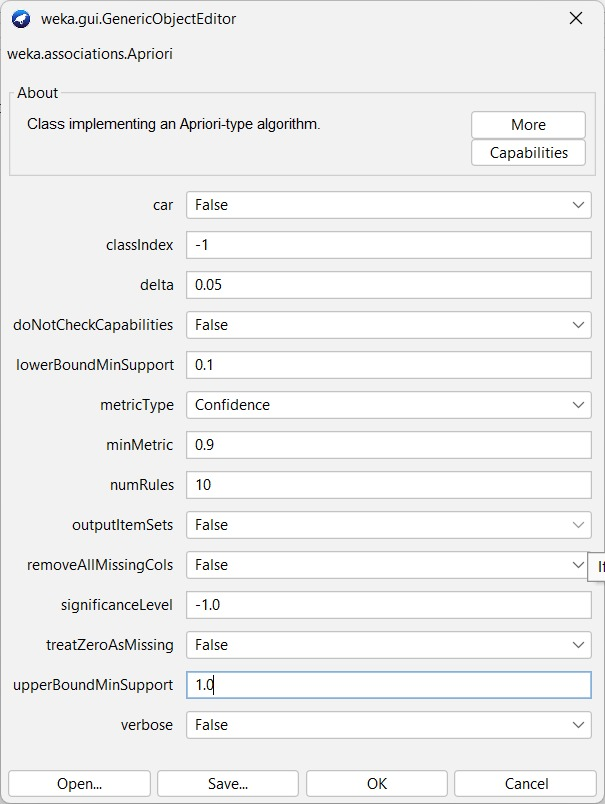 weka.gui.GenericObjectEditor
weka.associations.Apriori
About
Class implementing an Apriori-type algorithm.
More
Capabilities
car False
classIndex -1
delta 0.05
doNotCheckCapabilities False
lowerBoundMinSupport 0.1
metricType Confidence
minMetric 0.9
numRules 10
outputItemSets False
removeAllMissingCols False
significanceLevel -1.0
treatZeroAsMissing False
upperBoundMinSupport 1.0
verbose False
Open... Save... OK Cancel